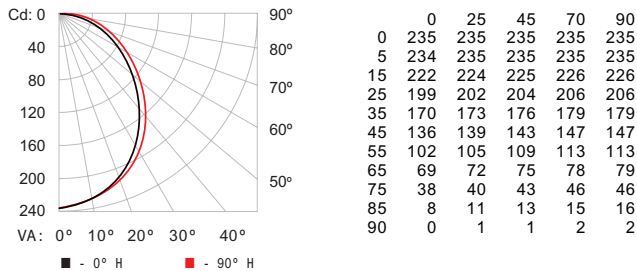 Cd: 0
40
80
120
160
200
240
90º
80º
70º
60º
50º
VA: 0º 10º 20º 30º 40º
- 0º H - 90º H
0 25 45 70 90
0 235 235 235 235 235
5 234 235 235 235 235
15 222 224 225 226 226
25 199 202 204 206 206
35 170 173 176 179 179
45 136 139 143 147 147
55 102 105 109 113 113
65 69 72 75 78 79
75 38 40 43 46 46
85 8 11 13 15 16
90 0 1 1 2 2